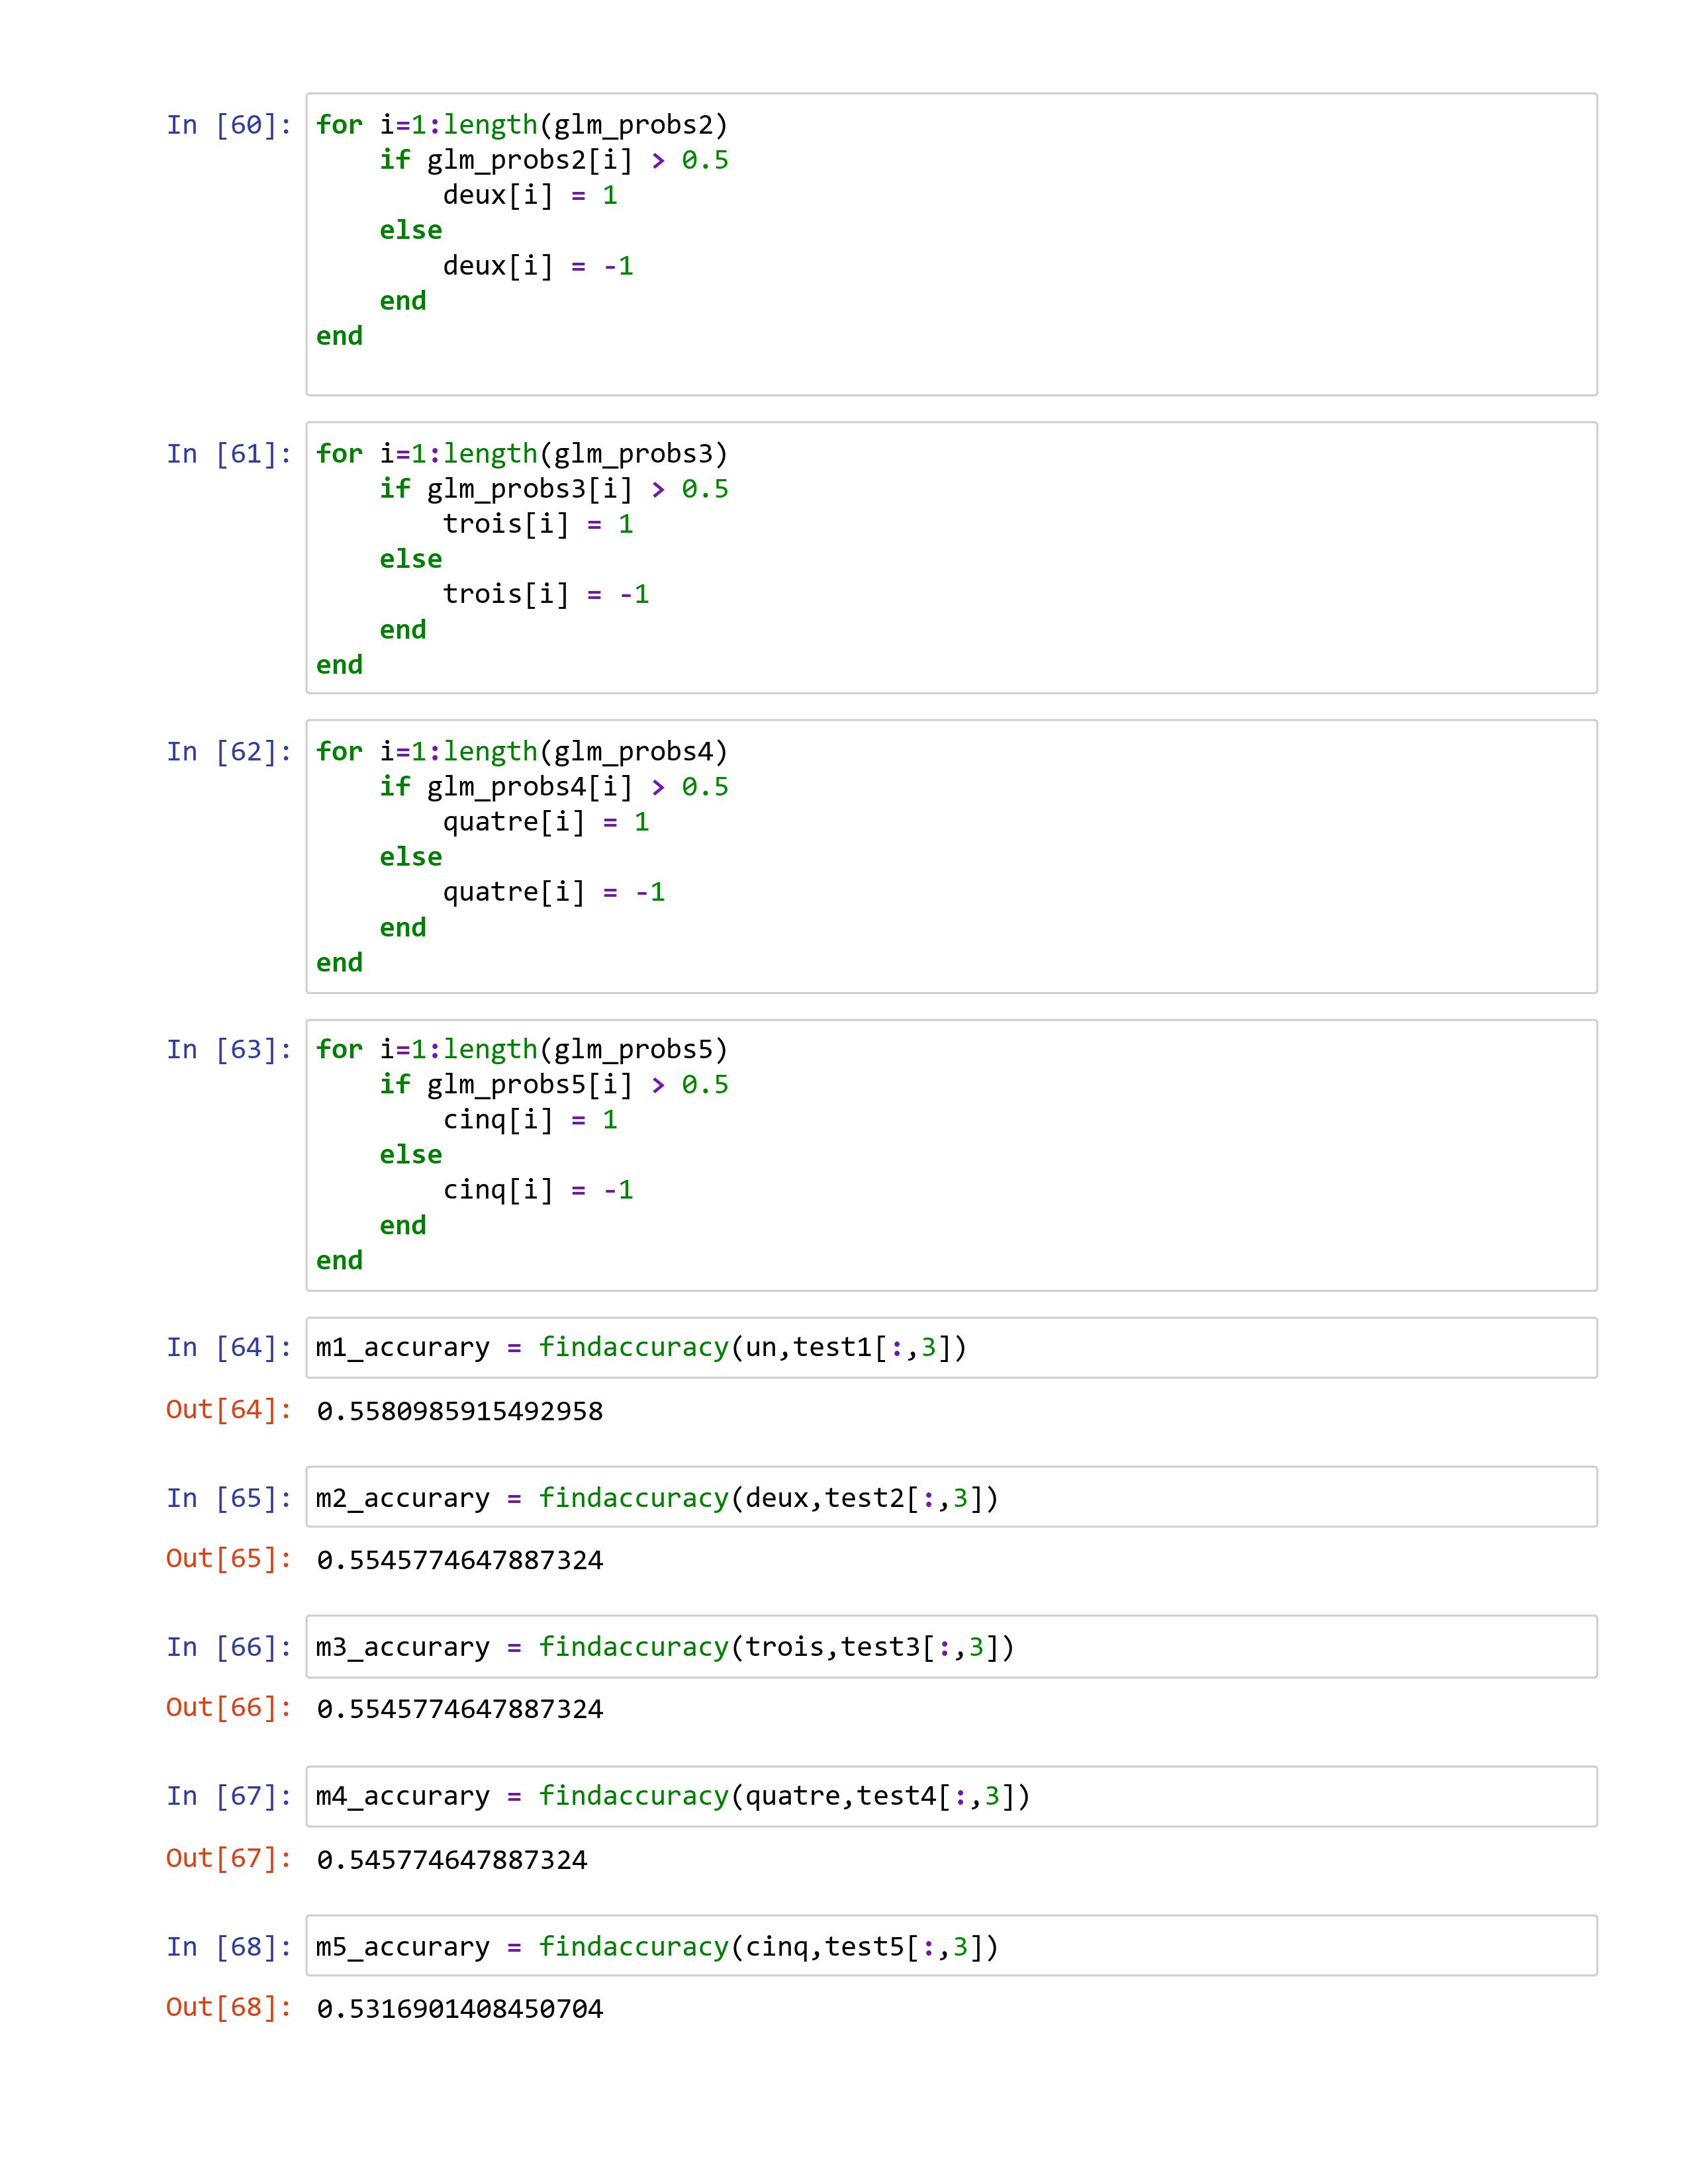 In [60]: for i=1:length(glm_probs2)
    if glm_probs2[i] > 0.5
        deux[i] = 1
    else
        deux[i] = -1
    end
end
In [61]: for i=1:length(glm_probs3)
    if glm_probs3[i] > 0.5
        trois[i] = 1
    else
        trois[i] = -1
    end
end
In [62]: for i=1:length(glm_probs4)
    if glm_probs4[i] > 0.5
        quatre[i] = 1
    else
        quatre[i] = -1
    end
end
In [63]: for i=1:length(glm_probs5)
    if glm_probs5[i] > 0.5
        cinq[i] = 1
    else
        cinq[i] = -1
    end
end
In [64]: m1_accurary = findaccuracy(un,test1[:,3])
Out[64]: 0.5580985915492958
In [65]: m2_accurary = findaccuracy(deux,test2[:,3])
Out[65]: 0.5545774647887324
In [66]: m3_accurary = findaccuracy(trois,test3[:,3])
Out[66]: 0.5545774647887324
In [67]: m4_accurary = findaccuracy(quatre,test4[:,3])
Out[67]: 0.545774647887324
In [68]: m5_accurary = findaccuracy(cinq,test5[:,3])
Out[68]: 0.5316901408450704